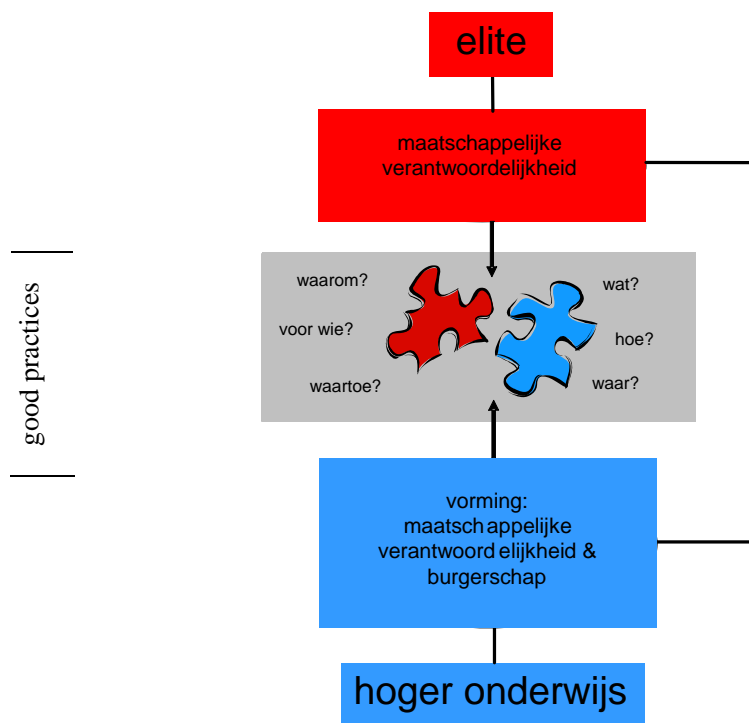 elite
maatschappelijke
verantwoordelijkheid
good practices
waarom?
wat?
voor wie?
hoe?
waartoe?
waar?
vorming:
maatschappelijke
verantwoordelijkheid &
burgerschap
hoger onderwijs